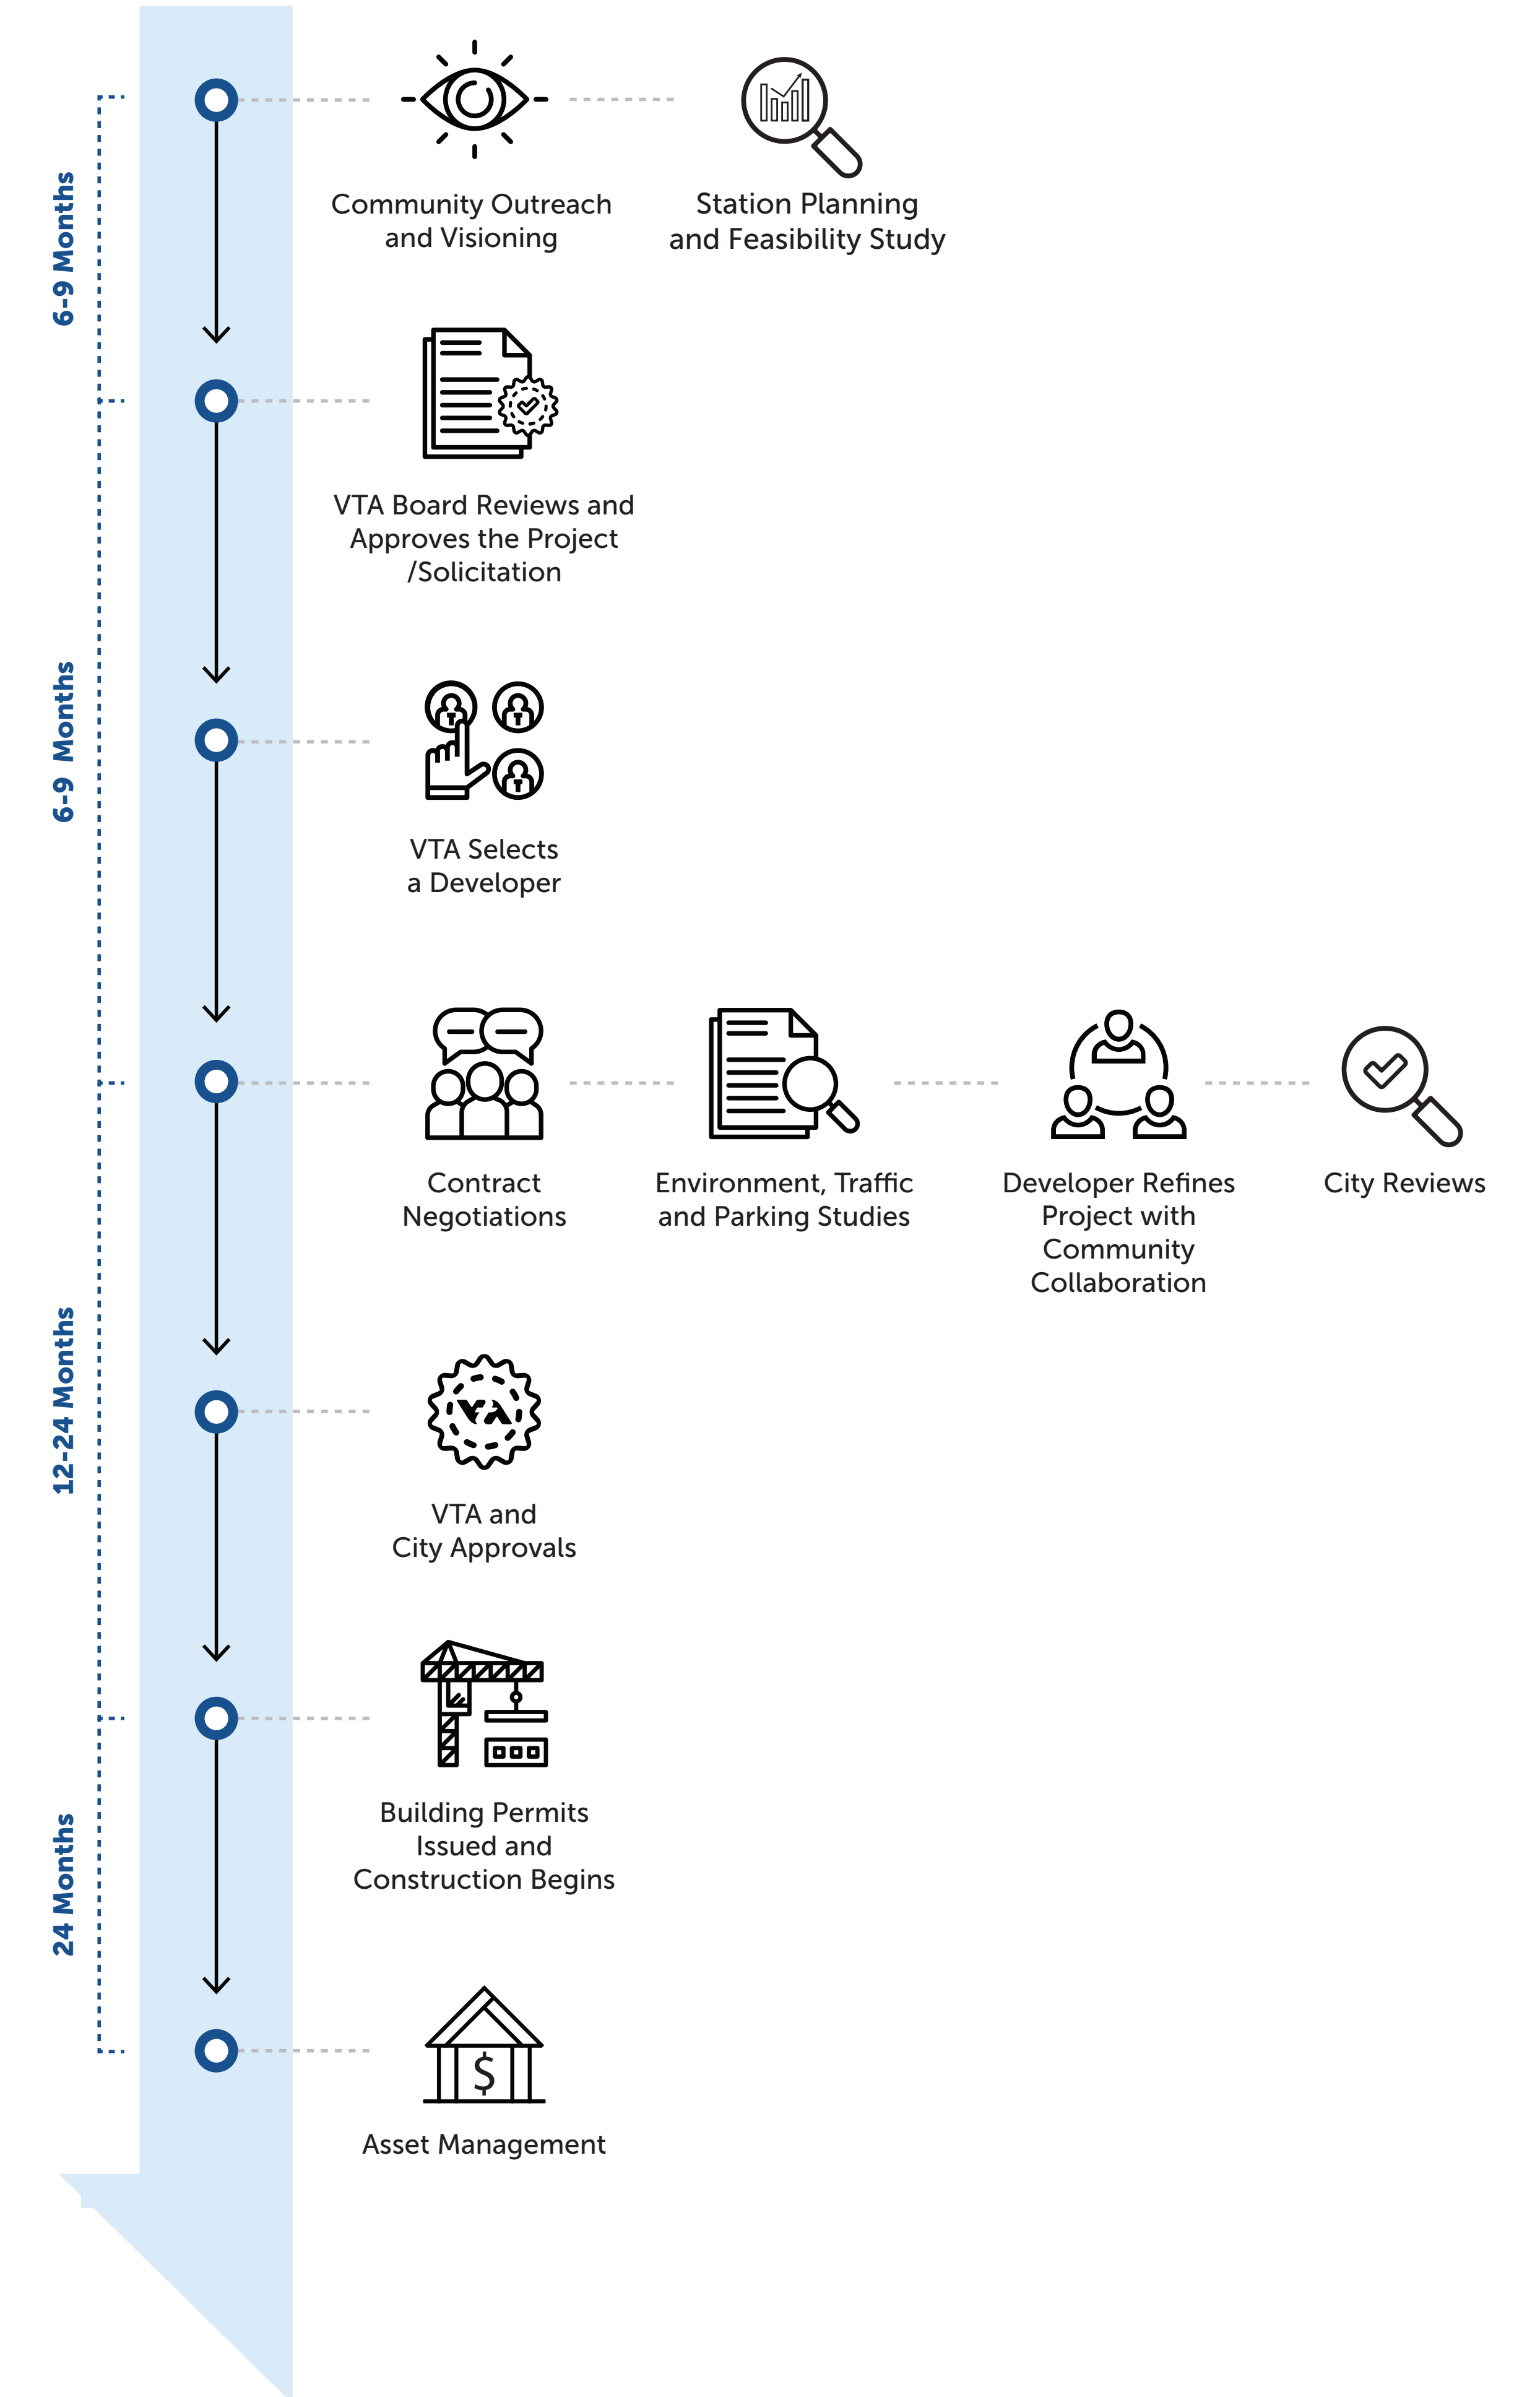 6-9 Months
Community Outreach
and Visioning
Station Planning
and Feasibility Study
VTA Board Reviews and
Approves the Project
/Solicitation
6-9 Months
VTA Selects
a Developer
Contract
Negotiations
Environment, Traffic
and Parking Studies
Developer Refines
Project with
Community
Collaboration
City Reviews
12-24 Months
VTA
VTA and
City Approvals
Building Permits
Issued and
Construction Begins
24 Months
$
Asset Management